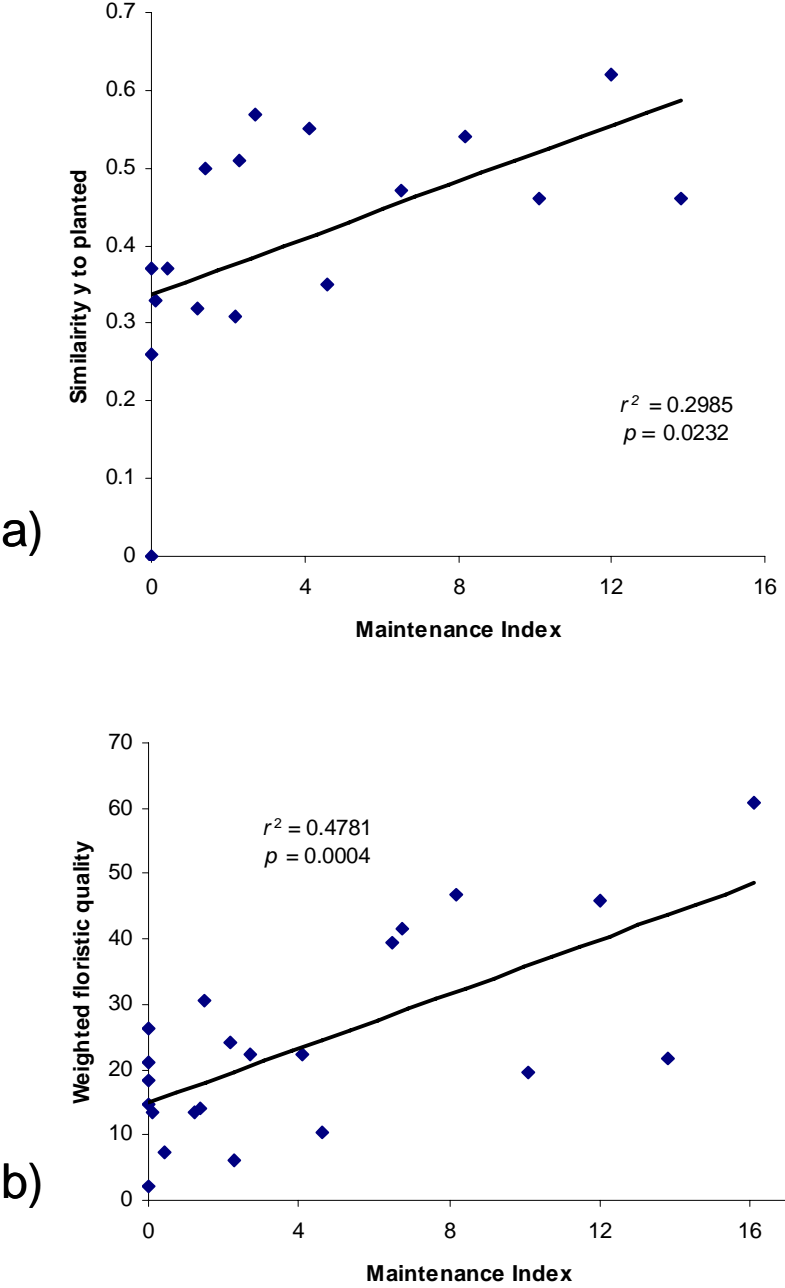 0.7
0.6
0.5
0.4
0.3
0.2
0.1
0
Similairity y to planted
r² = 0.2985
p = 0.0232
a)
0 4 8 12 16
Maintenance Index
70
60
50
40
30
20
10
0
Weighted floristic quality
r² = 0.4781
p = 0.0004
b)
0 4 8 12 16
Maintenance Index